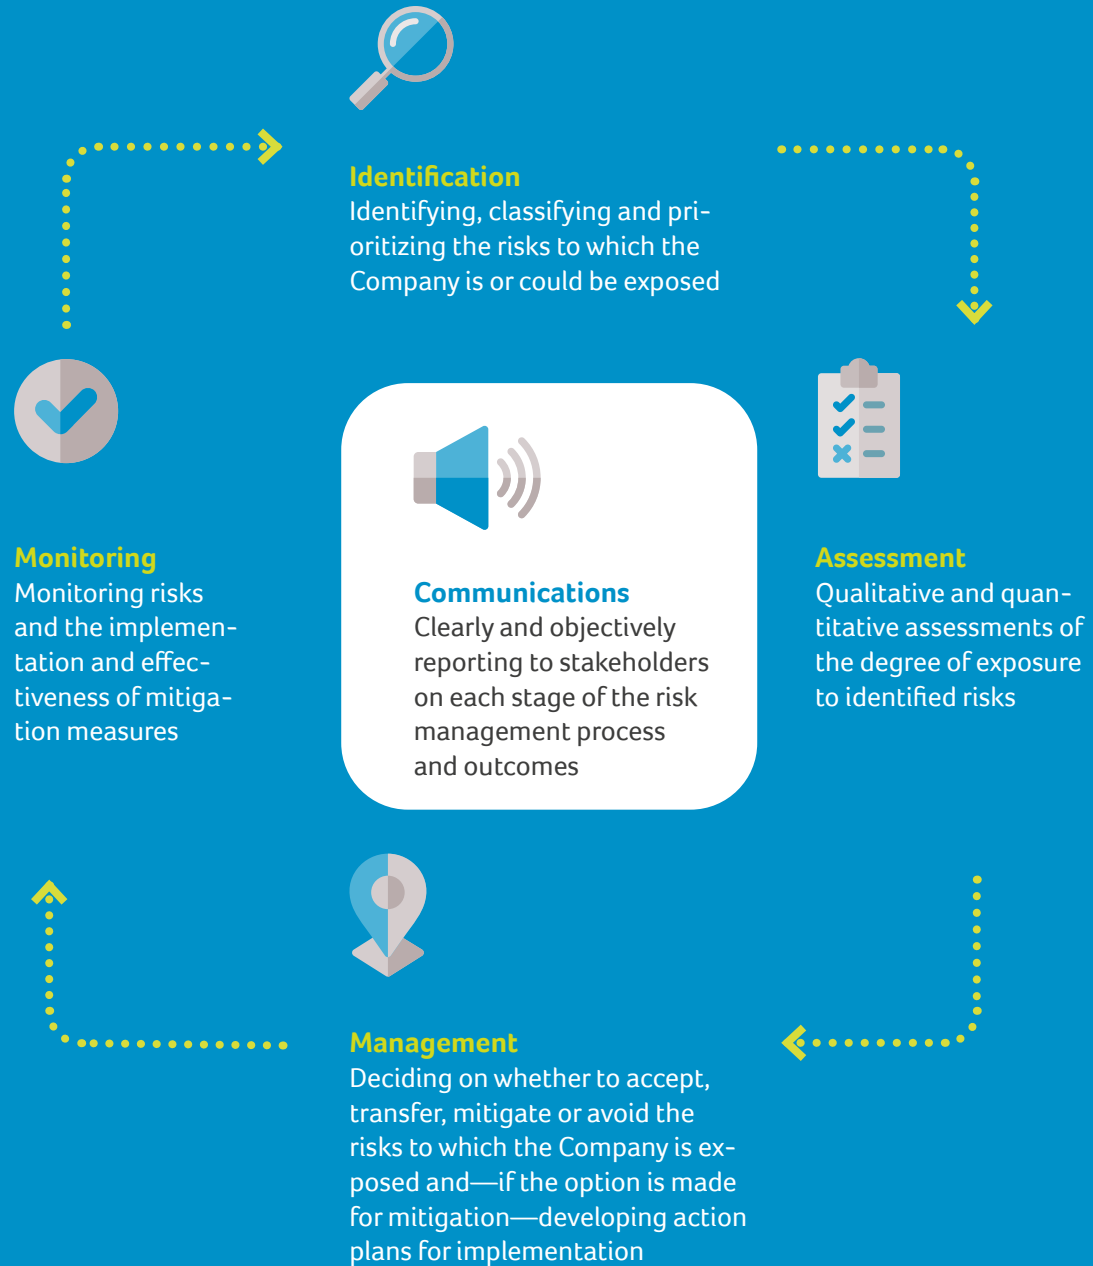 Identification
Identifying, classifying and pri-
oritizing the risks to which the
Company is or could be exposed
Monitoring
Monitoring risks
and the implemen-
tation and effec-
tiveness of mitiga-
tion measures
Communications
Clearly and objectively
reporting to stakeholders
on each stage of the risk
management process
and outcomes
Assessment
Qualitative and quan-
titative assessments of
the degree of exposure
to identified risks
Management
Deciding on whether to accept,
transfer, mitigate or avoid the
risks to which the Company is ex-
posed and—if the option is made
for mitigation—developing action
plans for implementation